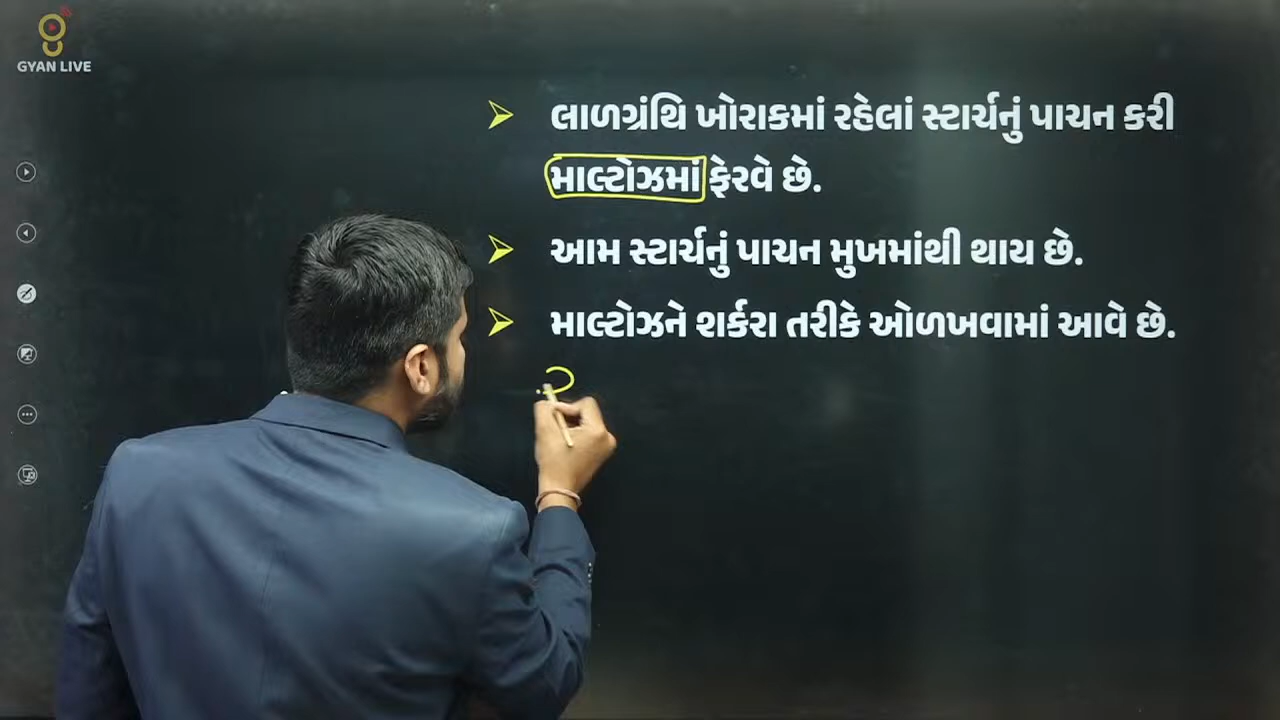 GYAN LIVE
લાળગ્રંથિ ખોરાકમાં રહેલાં સ્ટાર્ચનું પાચન કરી
માલ્ટોઝમાં ફેરવે છે.
આમ સ્ટાર્ચનું પાચન મુખમાંથી થાય છે.
માલ્ટોઝને શર્કરા તરીકે ઓળખવામાં આવે છે.